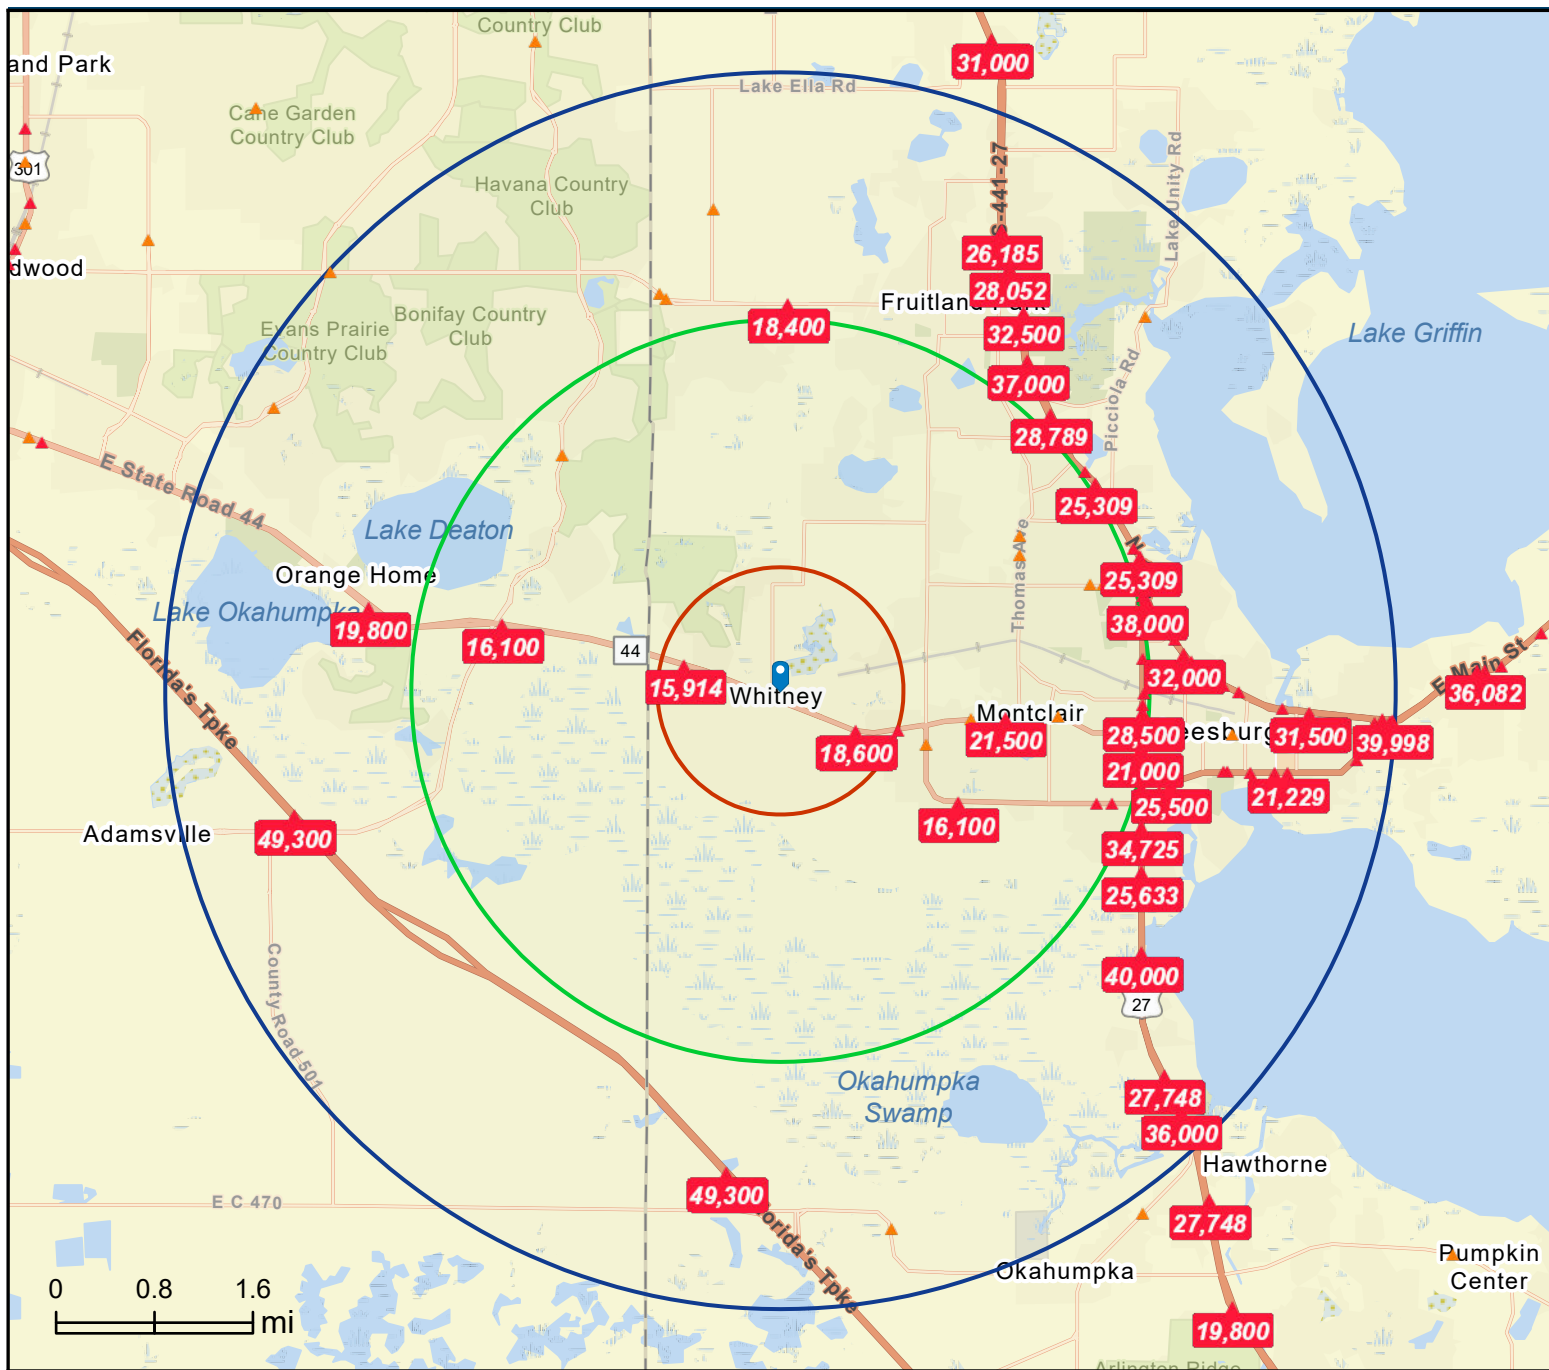 Country Club
31,000
and Park
Lake Ella Rd
Cane Garden
Country Club
301
S-441-27
Lake Unity Rd
Havana Country
Club
26,185
dwood
28,052
Fruitland Park
Bonifay Country
Club
18,400
Evans Prairie
Country Club
32,500
Lake Griffin
37,000
Picciola Rd
28,789
E State Road 44
25,309
Lake Deaton
N
Thomas Ave
Orange Home
25,309
Lake Okahumpka
19,800
16,100
38,000
44
Florida's Tpke
15,914
Whitney
32,000
E Main St
36,082
Montclair
18,600
21,500
28,500
eesburg
31,500
39,998
21,000
21,229
25,500
16,100
Adamsville
49,300
34,725
25,633
40,000
27
County Road 501
Okahumpka
Swamp
27,748
36,000
Hawthorne
49,300
E C 470
27,748
Florida's Tpke
Okahumpka
Pumpkin
Center
0 0.8 1.6
mi
19,800
Arlington Ridge